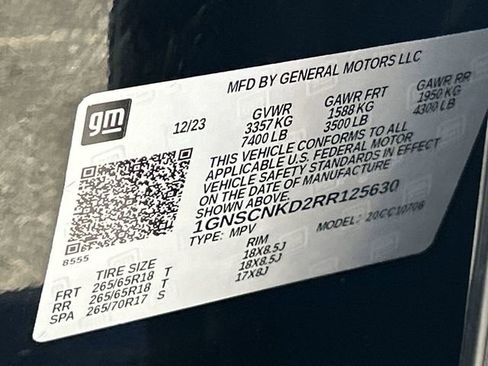 MFD BY GENERAL MOTORS LLC
gm
12/23
GVWR GAWR FRT GAWR RR
3357 KG 1588 KG 1950 KG
7400 LB 3500 LB 4300 LB
THIS VEHICLE CONFORMS TO ALL
APPLICABLE U.S. FEDERAL MOTOR
VEHICLE SAFETY STANDARDS IN EFFECT
ON THE DATE OF MANUFACTURE
SHOWN ABOVE.
1GNSCNKD2RR125630
TYPE: MPV MODEL: 20CC10706
8555
TIRE SIZE RIM
FRT 265/65R18 T 18X8.5J
RR 265/65R18 T 18X8.5J
SPA 265/70R17 S 17X8J